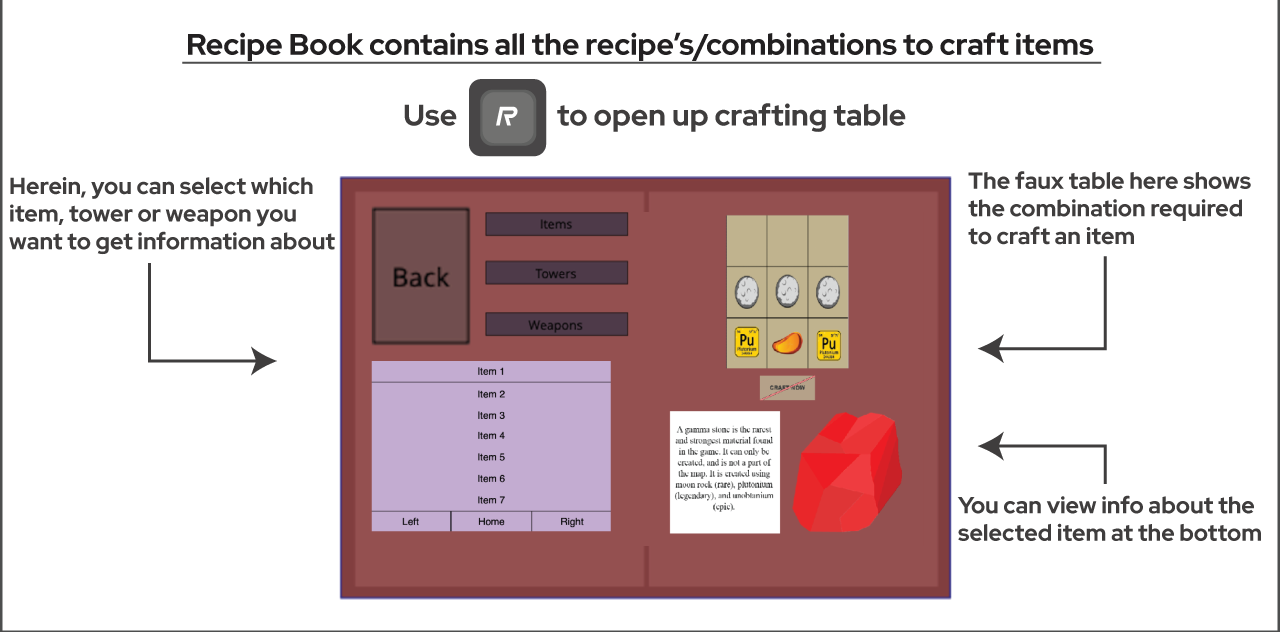 Recipe Book contains all the recipe's/combinations to craft items
Use R to open up crafting table
Herein, you can select which
item, tower or weapon you
want to get information about
The faux table here shows
the combination required
to craft an item
Back
Items
Towers
Weapons
Item 1
Item 2
Item 3
Item 4
Item 5
Item 6
Item 7
Left Home Right
Pu
Plutonium
Pu
Plutonium
CRAFT NOW
A gamma stone is the rarest
and strongest material found
in the game. It can only be
created, and is not a part of
the map. It is created using
moon rock (rare), plutonium
(legendary), and unobtanium
(epic).
You can view info about the
selected item at the bottom